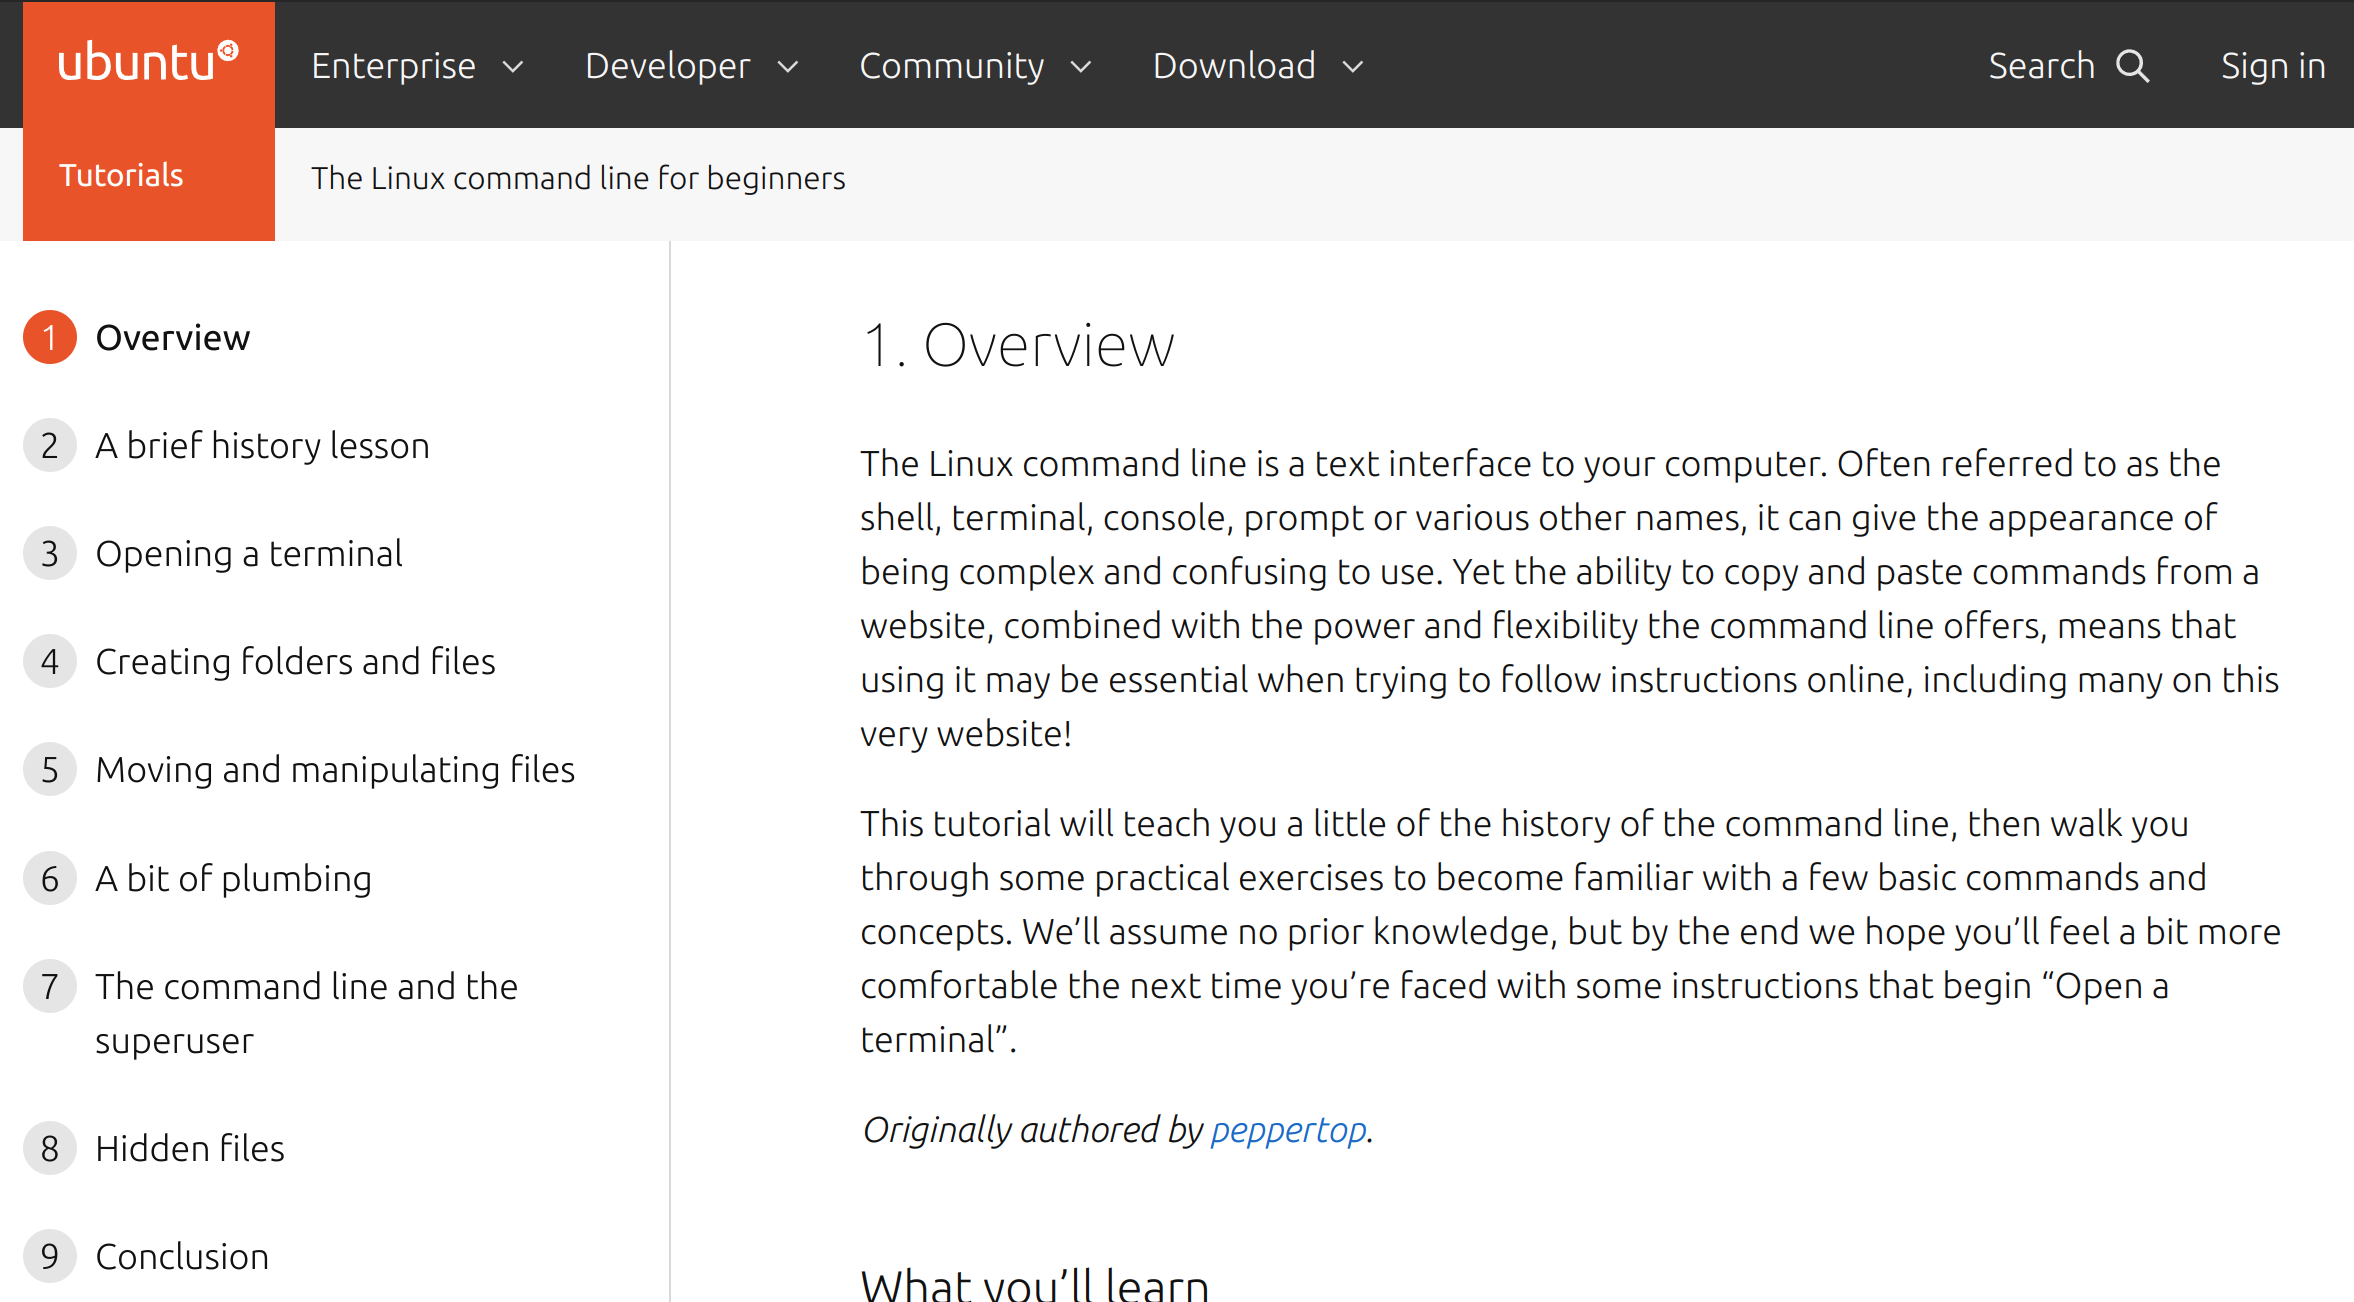 ubuntu
Enterprise
Developer
Community
Download
Search
Sign in
Tutorials
The Linux command line for beginners
1 Overview
2 A brief history lesson
3 Opening a terminal
4 Creating folders and files
5 Moving and manipulating files
6 A bit of plumbing
7 The command line and the
superuser
8 Hidden files
9 Conclusion
1. Overview
The Linux command line is a text interface to your computer. Often referred to as the
shell, terminal, console, prompt or various other names, it can give the appearance of
being complex and confusing to use. Yet the ability to copy and paste commands from a
website, combined with the power and flexibility the command line offers, means that
using it may be essential when trying to follow instructions online, including many on this
very website!
This tutorial will teach you a little of the history of the command line, then walk you
through some practical exercises to become familiar with a few basic commands and
concepts. We’ll assume no prior knowledge, but by the end we hope you’ll feel a bit more
comfortable the next time you’re faced with some instructions that begin “Open a
terminal”.
Originally authored by peppertop.
What you’ll learn